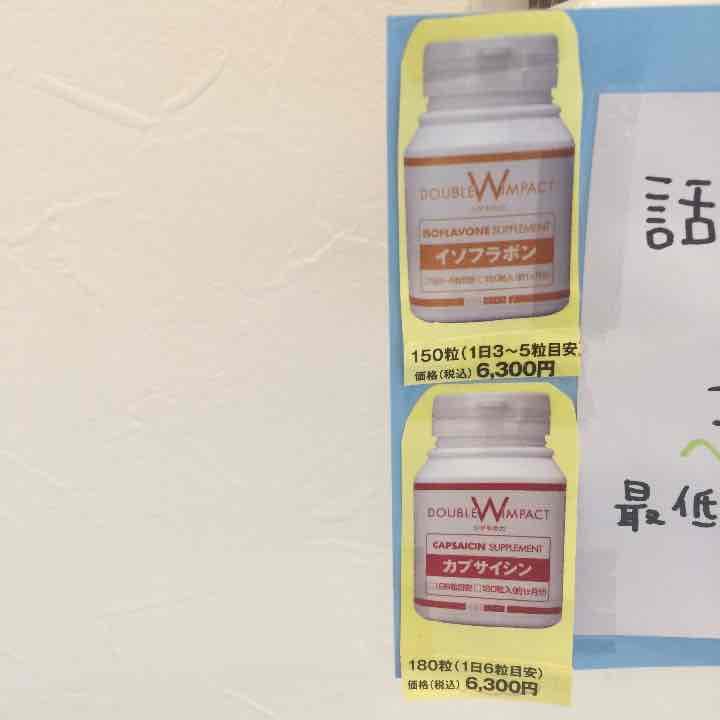 DOUBLE W IMPACT
ISOFLAVONE SUPPLEMENT
イソフラボン
150粒(1日3〜5粒目安
価格(税込) 6,300円
DOUBLE W IMPACT
CAPSAICIN SUPPLEMENT
カプサイシン
180粒(1日6粒目安)
価格(税込) 6,300円
話
最低